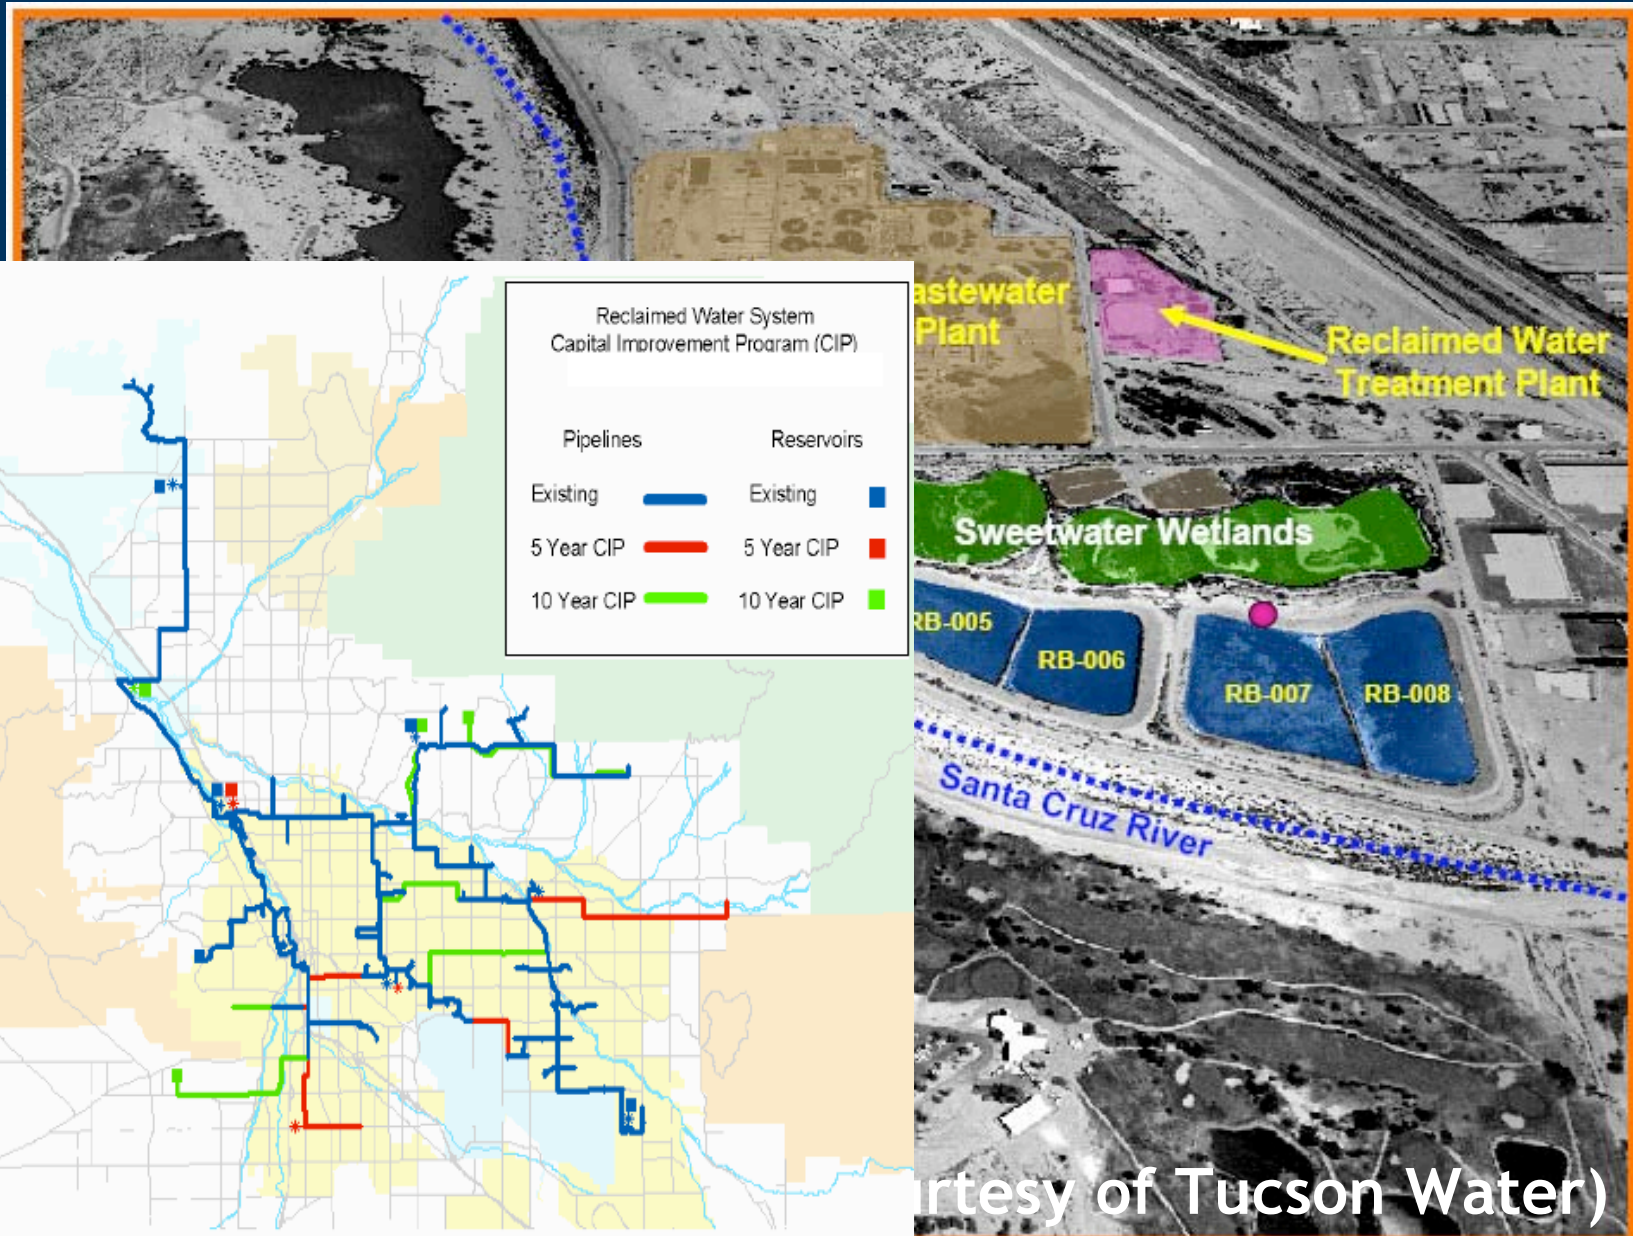 Reclaimed Water System
Capital Improvement Program (CIP)
Pipelines Reservoirs
Existing Existing
5 Year CIP 5 Year CIP
10 Year CIP 10 Year CIP
astewater
Plant
Reclaimed Water
Treatment Plant
Sweetwater Wetlands
RB-005
RB-006
RB-007
RB-008
Santa Cruz River
urtesy of Tucson Water)